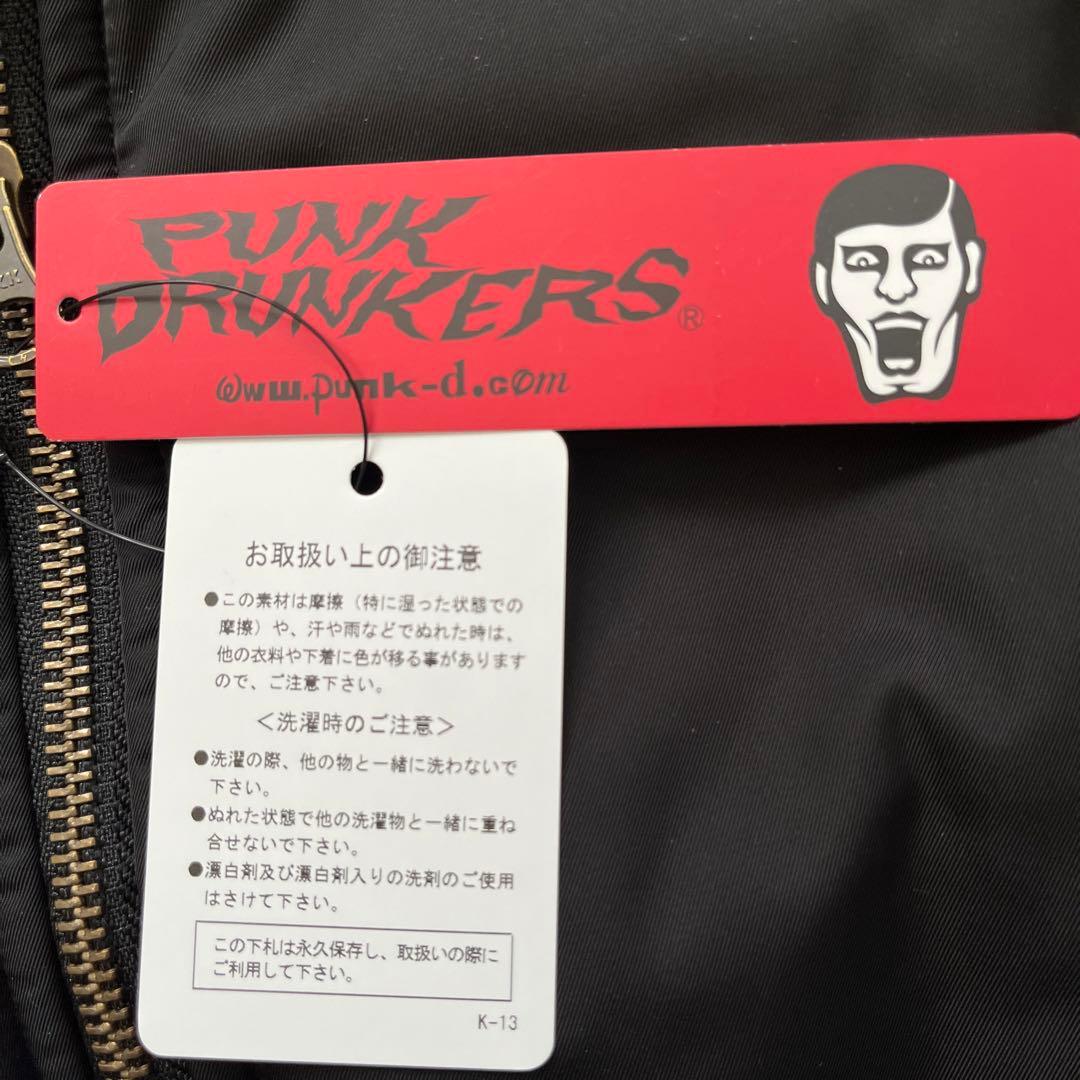 PUNK
DRUNKERS®
www.punk-d.com
お取扱い上の御注意
●この素材は摩擦（特に湿った状態での
摩擦）や、汗や雨などでぬれた時は、
他の衣料や下着に色が移る事があります
ので、ご注意下さい。
＜洗濯時のご注意＞
●洗濯の際、他の物と一緒に洗わないで
下さい。
●ぬれた状態で他の洗濯物と一緒に重ね
合せないで下さい。
●漂白剤及び漂白剤入りの洗剤のご使用
はさけて下さい。
この下札は永久保存し、取扱いの際に
ご利用して下さい。
K-13